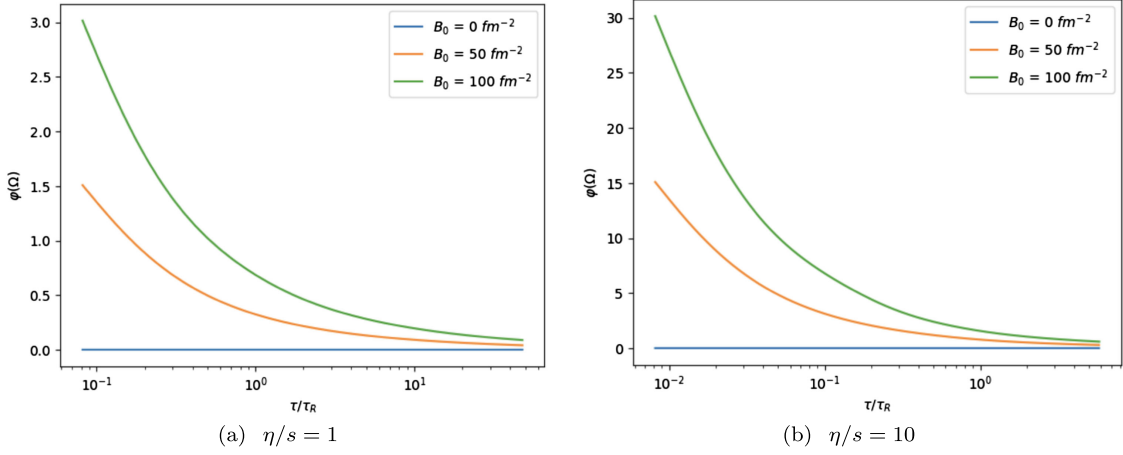 3.0
2.5
2.0
1.5
1.0
0.5
0.0
φ(Ω)
B₀ = 0 fm⁻²
B₀ = 50 fm⁻²
B₀ = 100 fm⁻²
10⁻¹ 10⁰ 10¹
τ/τ_R
(a) η/s = 1
30
25
20
15
10
5
0
φ(Ω)
B₀ = 0 fm⁻²
B₀ = 50 fm⁻²
B₀ = 100 fm⁻²
10⁻² 10⁻¹ 10⁰
τ/τ_R
(b) η/s = 10